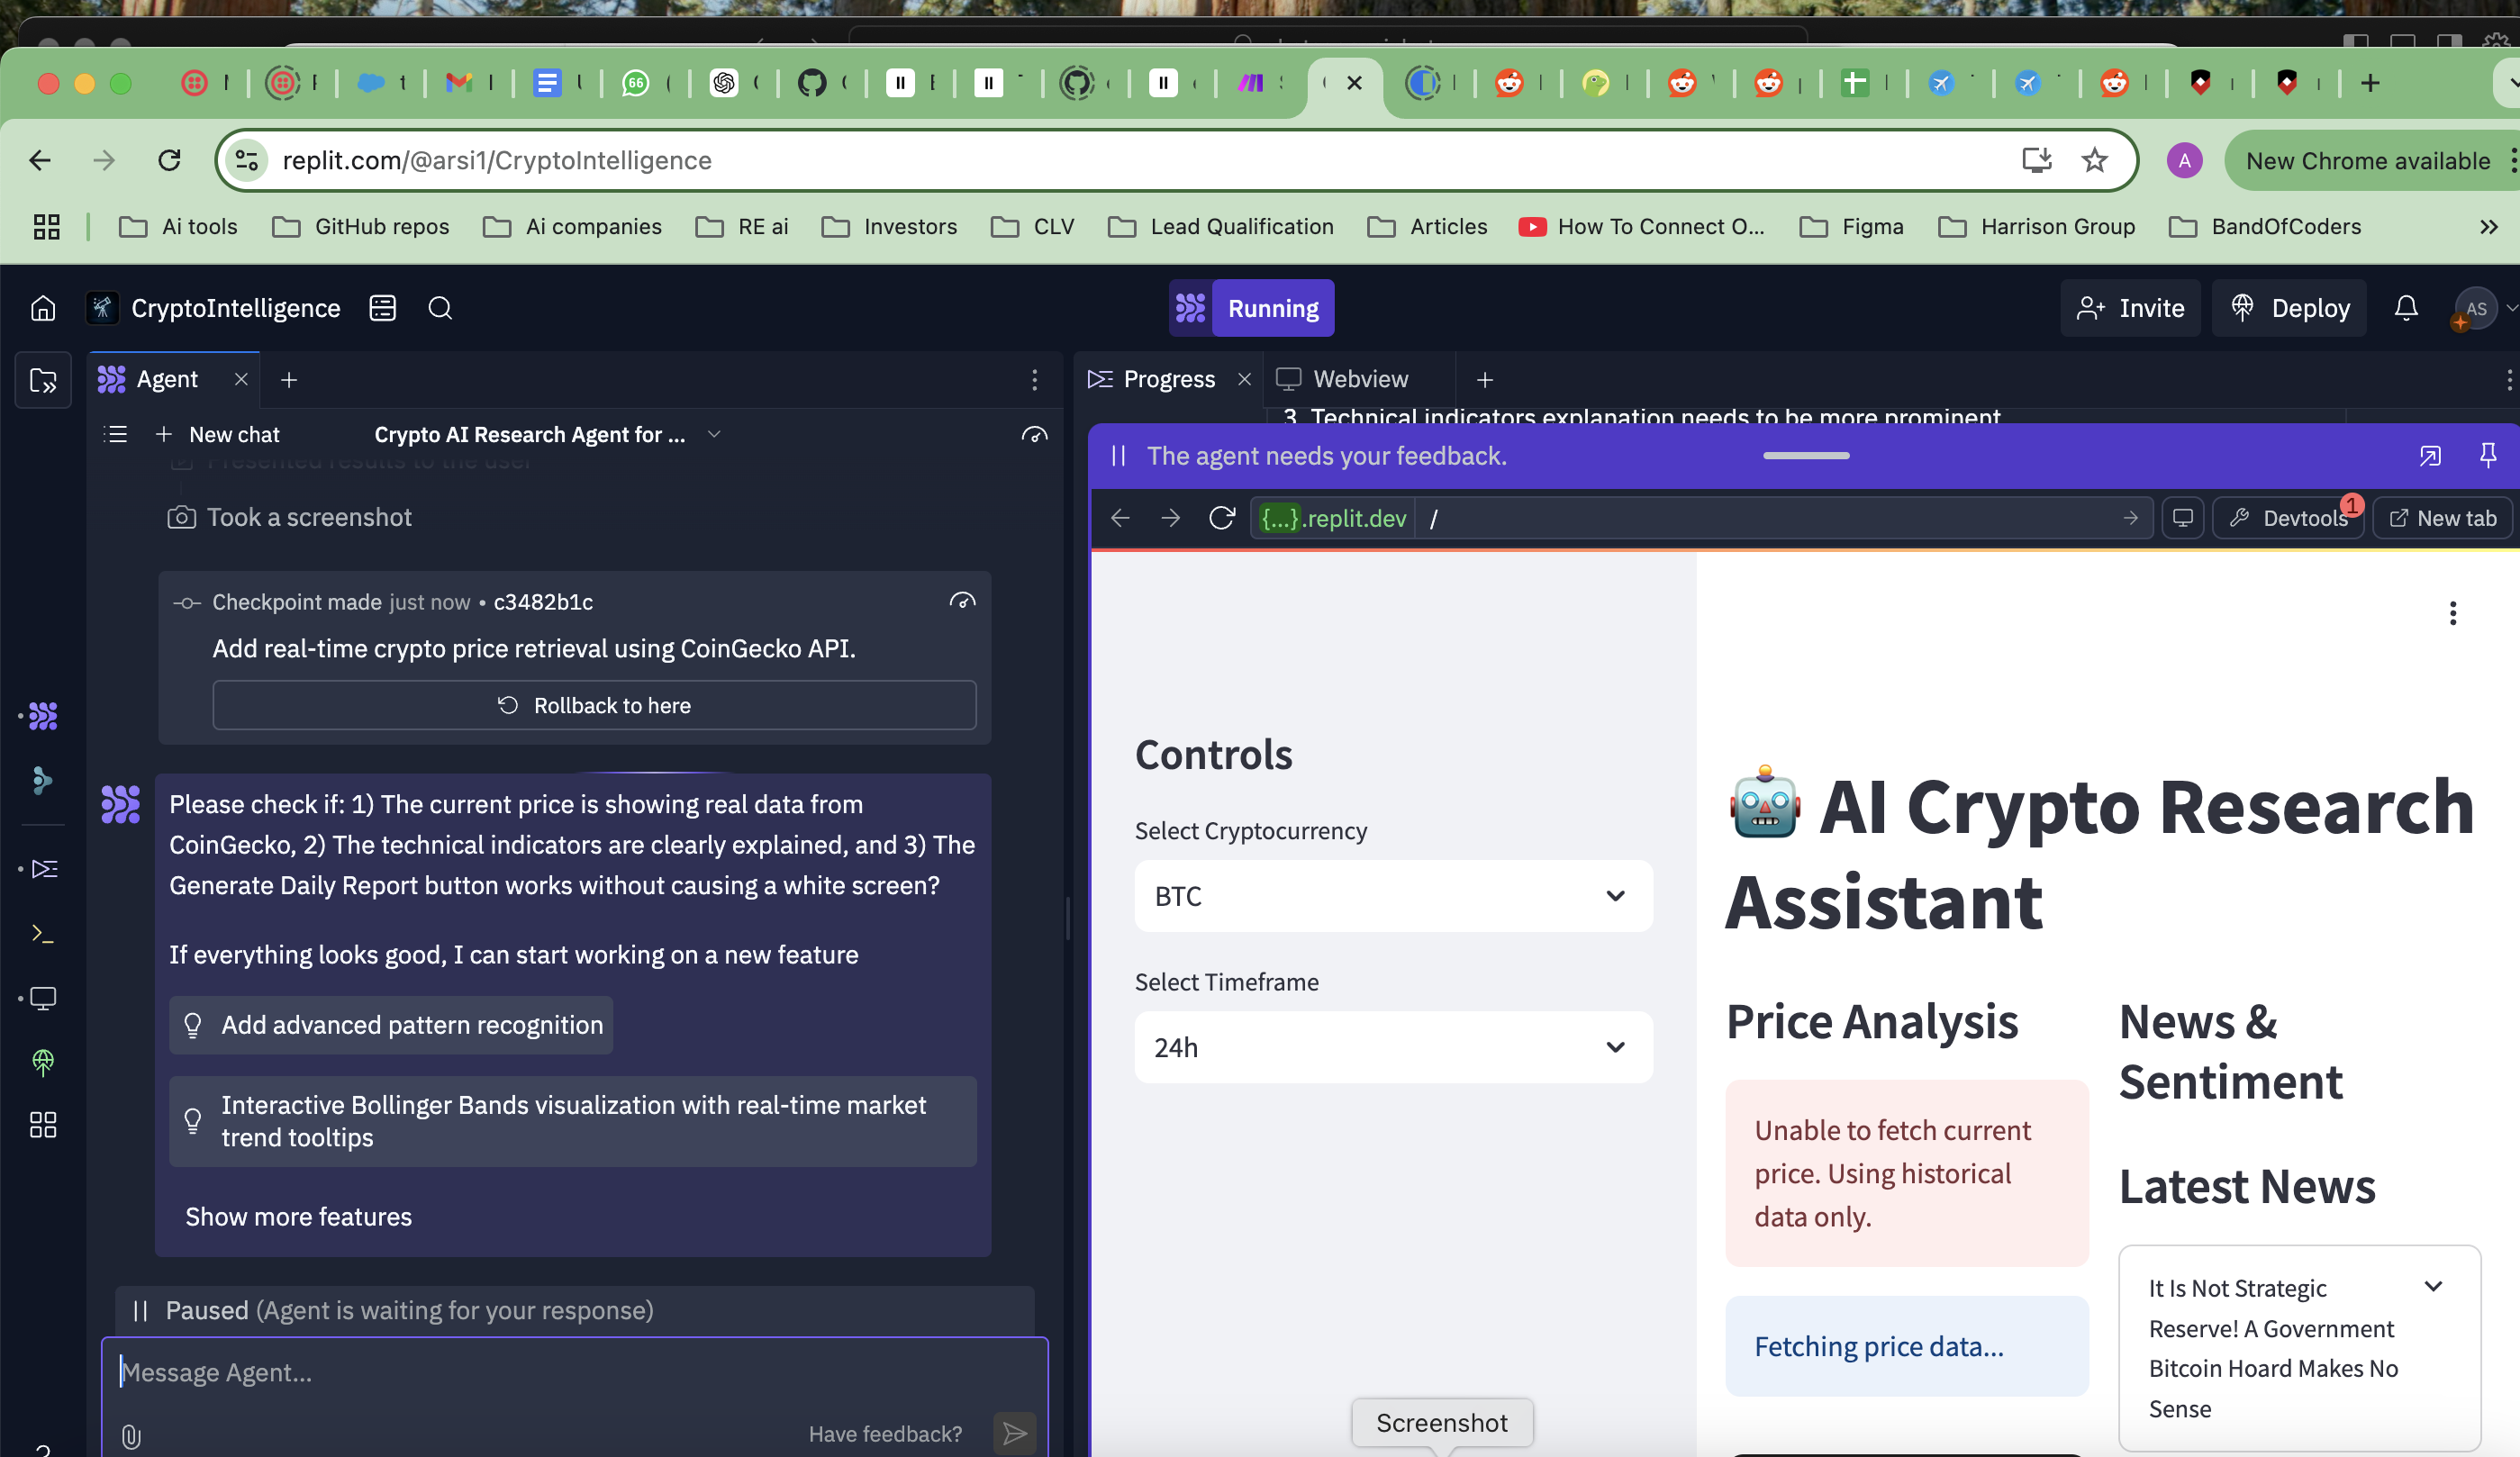 66
replit.com/@arsi1/CryptoIntelligence
A
New Chrome available
Ai tools
GitHub repos
Ai companies
RE ai
Investors
CLV
Lead Qualification
Articles
How To Connect O...
Figma
Harrison Group
BandOfCoders
CryptoIntelligence
Running
Invite
Deploy
AS
Agent
Progress
Webview
New chat
Crypto AI Research Agent for ...
Presented results to the user
Took a screenshot
Checkpoint made just now • c3482b1c
Add real-time crypto price retrieval using CoinGecko API.
Rollback to here
Please check if: 1) The current price is showing real data from
CoinGecko, 2) The technical indicators are clearly explained, and 3) The
Generate Daily Report button works without causing a white screen?
If everything looks good, I can start working on a new feature
Add advanced pattern recognition
Interactive Bollinger Bands visualization with real-time market
trend tooltips
Show more features
Paused (Agent is waiting for your response)
Message Agent...
Have feedback?
3. Technical indicators explanation needs to be more prominent
The agent needs your feedback.
{...}.replit.dev /
Devtools
1
New tab
Controls
Select Cryptocurrency
BTC
Select Timeframe
24h
AI Crypto Research
Assistant
Price Analysis
Unable to fetch current
price. Using historical
data only.
Fetching price data...
News &
Sentiment
Latest News
It Is Not Strategic
Reserve! A Government
Bitcoin Hoard Makes No
Sense
Screenshot